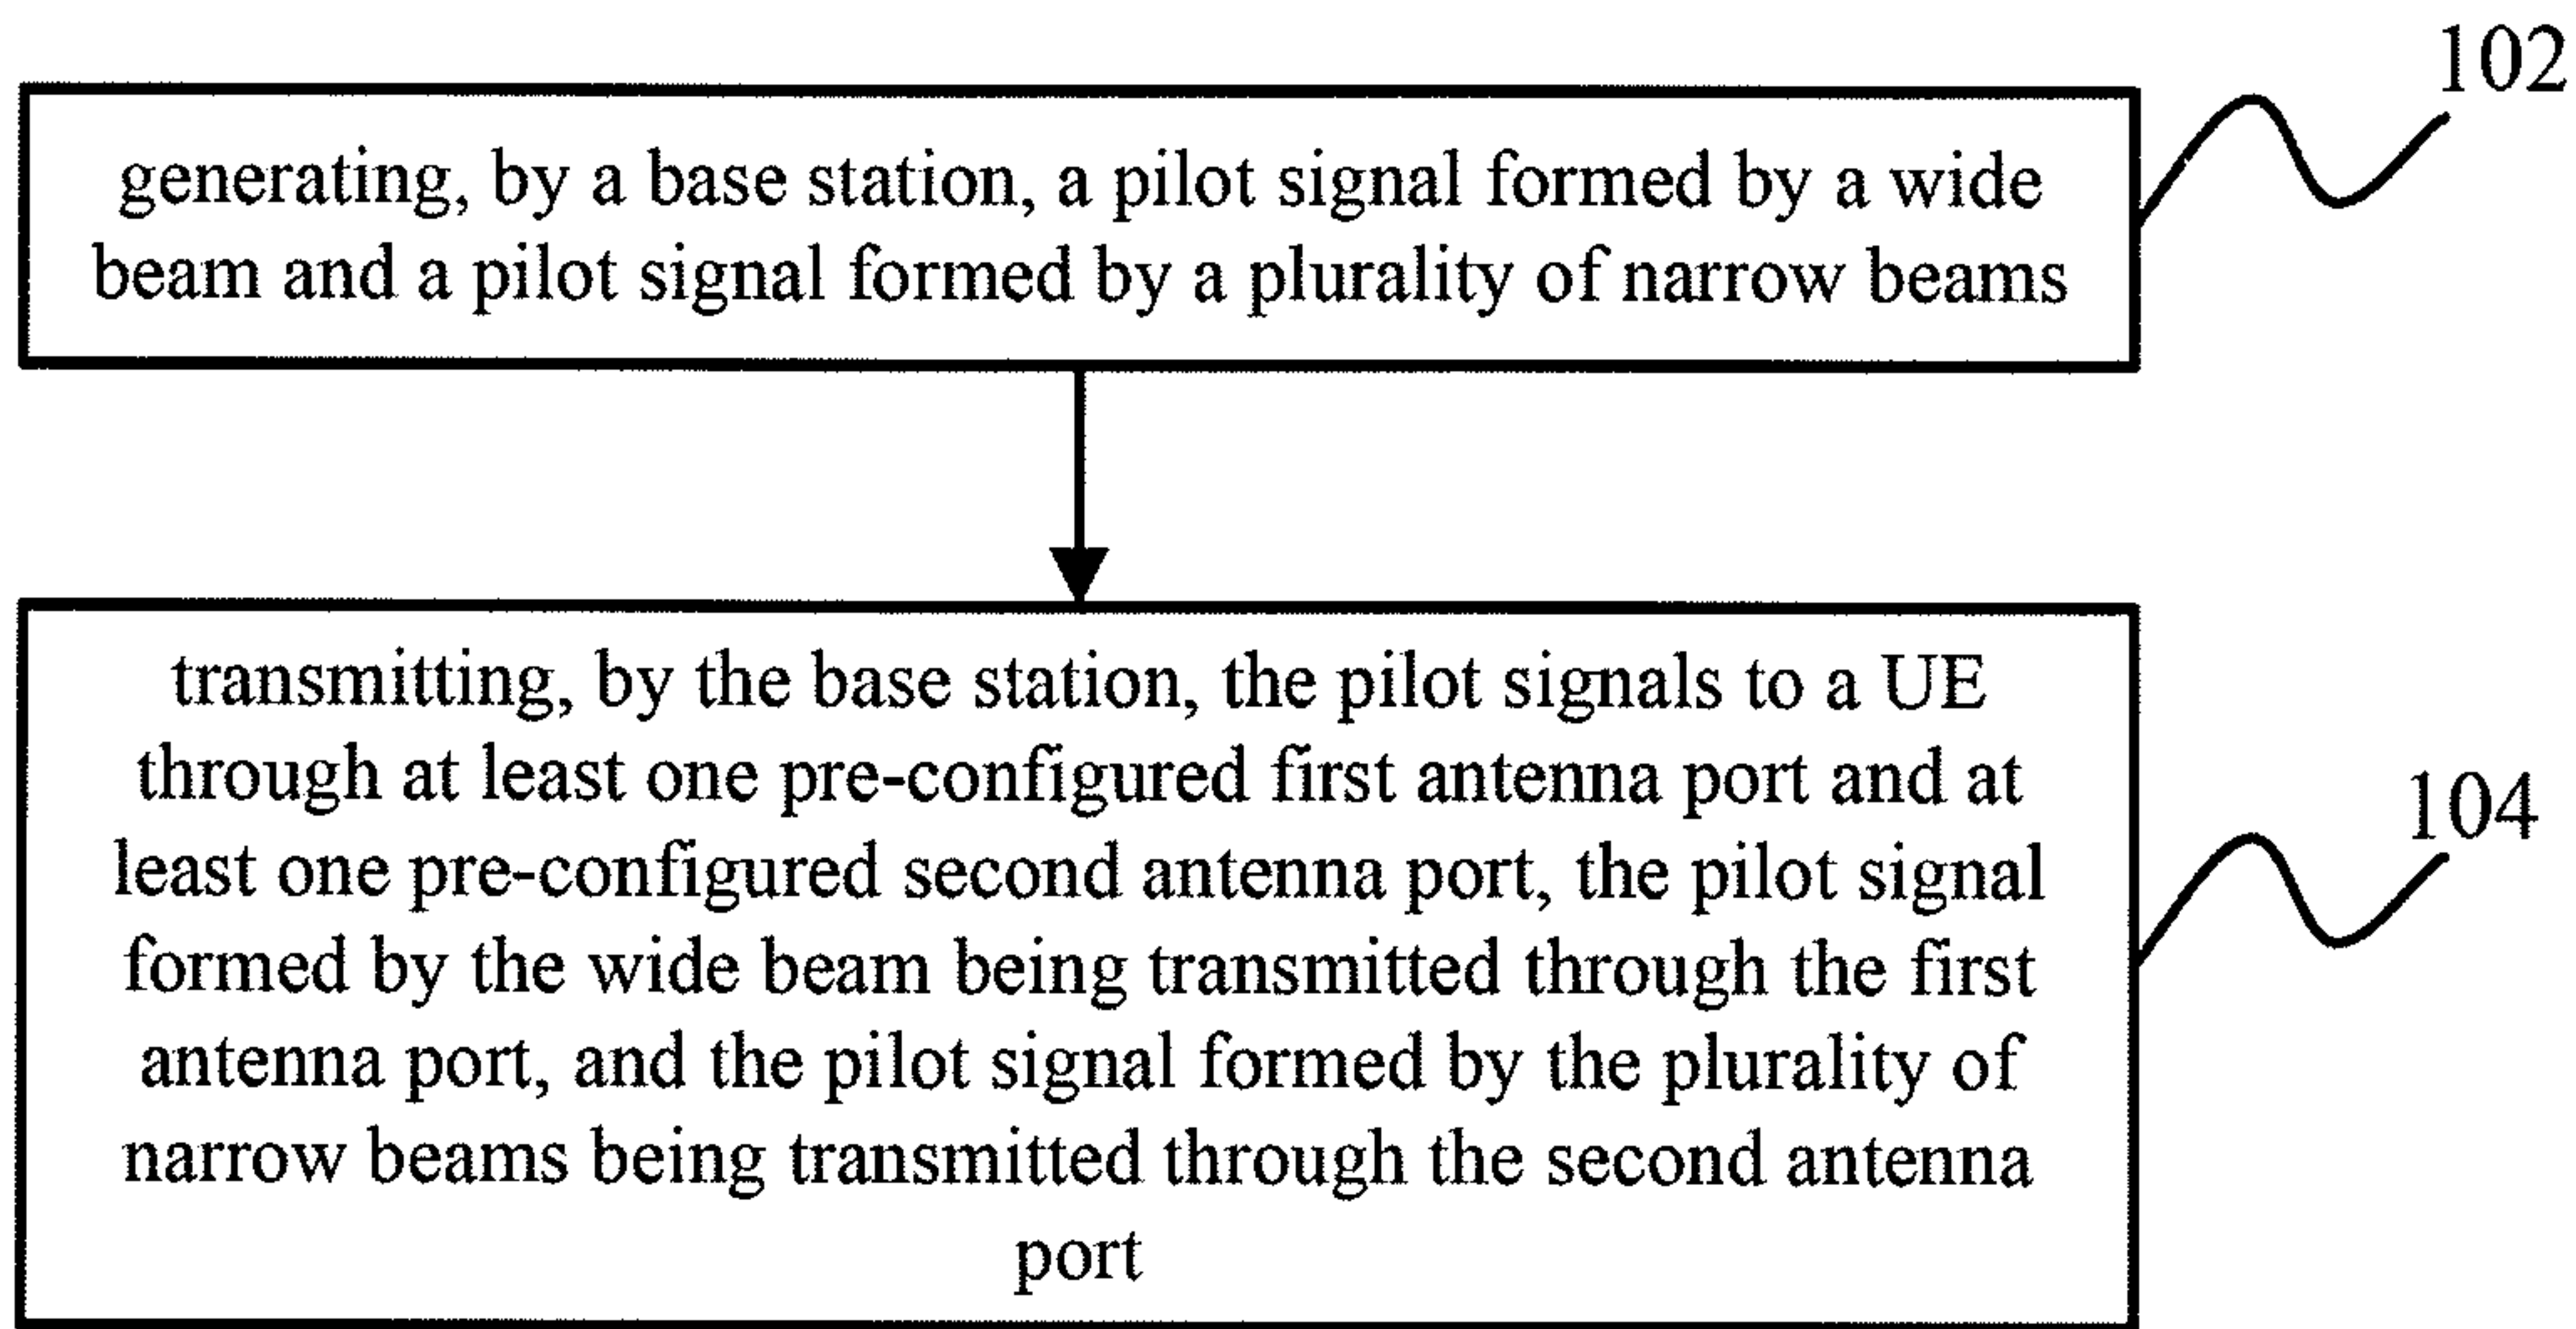 102
generating, by a base station, a pilot signal formed by a wide
beam and a pilot signal formed by a plurality of narrow beams
transmitting, by the base station, the pilot signals to a UE
through at least one pre-configured first antenna port and at
least one pre-configured second antenna port, the pilot signal
formed by the wide beam being transmitted through the first
antenna port, and the pilot signal formed by the plurality of
narrow beams being transmitted through the second antenna
port
104